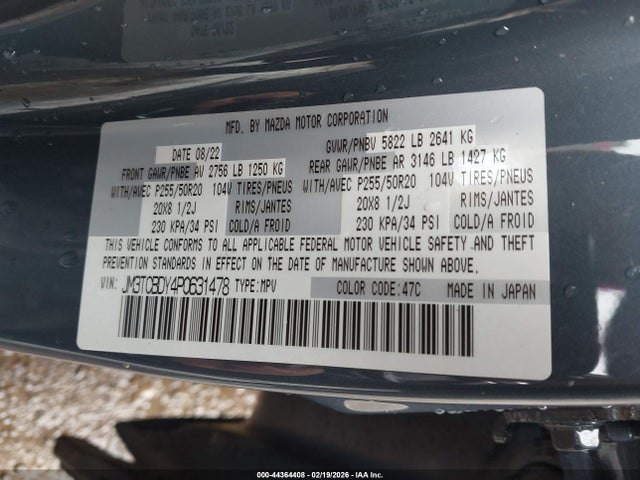 MFD. BY MAZDA MOTOR CORPORATION
DATE 08/22 GVWR/PNBV 5822 LB 2641 KG
FRONT GAWR/PNBE AV 2756 LB 1250 KG REAR GAWR/PNBE AR 3146 LB 1427 KG
WITH/AVEC P255/50R20 104V TIRES/PNEUS WITH/AVEC P255/50R20 104V TIRES/PNEUS
20X8 1/2J RIMS/JANTES 20X8 1/2J RIMS/JANTES
230 KPA/34 PSI COLD/A FROID 230 KPA/34 PSI COLD/A FROID
THIS VEHICLE CONFORMS TO ALL APPLICABLE FEDERAL MOTOR VEHICLE SAFETY AND THEFT
PREVENTION STANDARDS IN EFFECT ON THE DATE OF MANUFACTURE SHOWN ABOVE.
VIN: JM3TCBDY4P0631478 TYPE:MPV COLOR CODE:47C MADE IN JAPAN
000-44364408 - 02/19/2026 - IAA Inc.